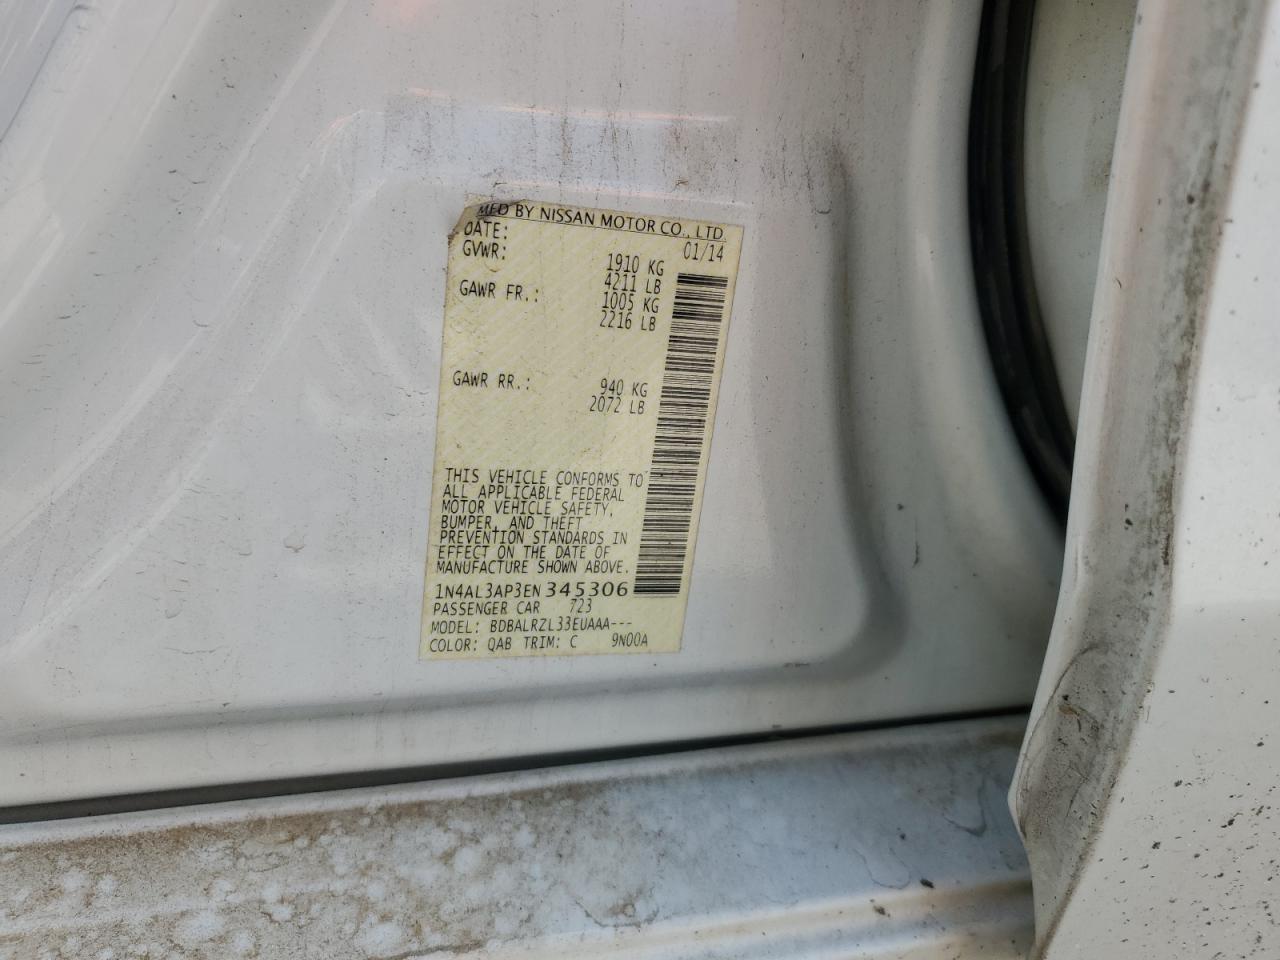 MFD BY NISSAN MOTOR CO., LTD.
DATE: 01/14
GVWR: 1910 KG
4211 LB
GAWR FR.: 1005 KG
2216 LB
GAWR RR.: 940 KG
2072 LB
THIS VEHICLE CONFORMS TO
ALL APPLICABLE FEDERAL
MOTOR VEHICLE SAFETY,
BUMPER, AND THEFT
PREVENTION STANDARDS IN
EFFECT ON THE DATE OF
MANUFACTURE SHOWN ABOVE.
1N4AL3AP3EN345306
PASSENGER CAR 723
MODEL: BDBALRZL33EUAAA---
COLOR: QAB TRIM: C 9N00A